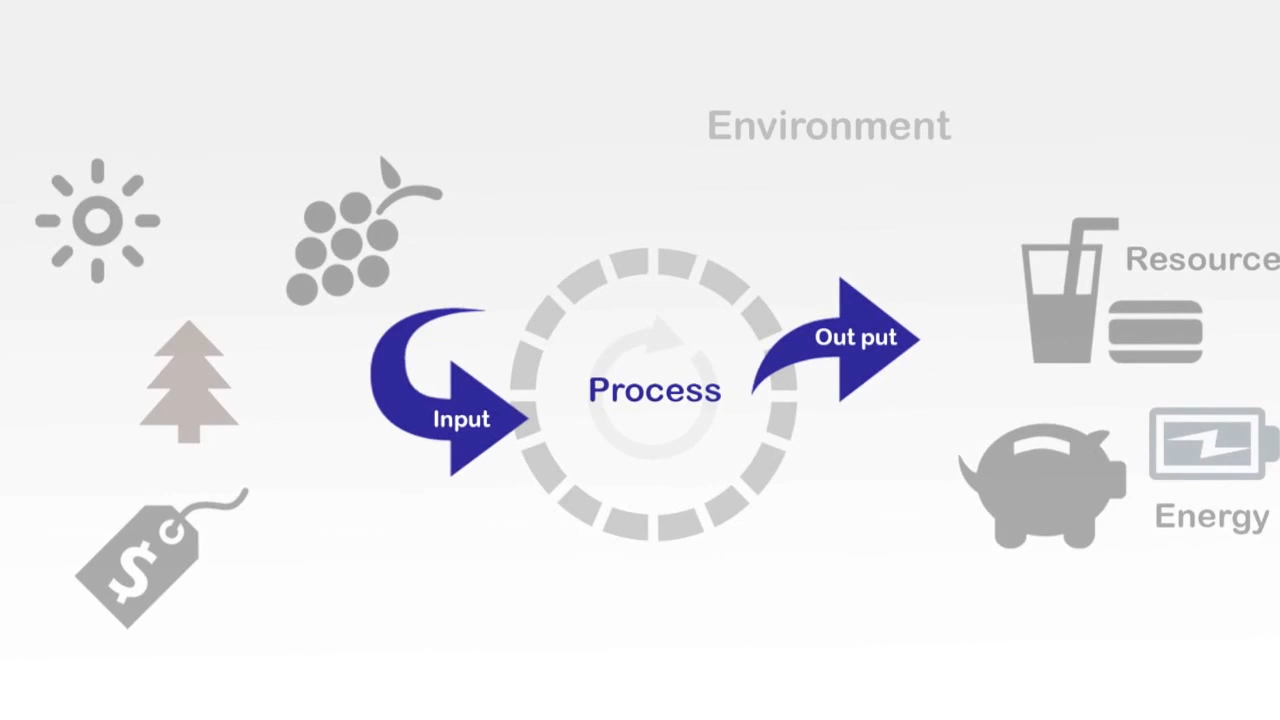 Environment
Resource
Out put
Process
Input
$
Energy